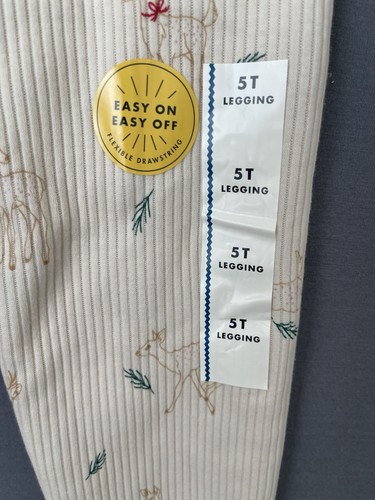 EASY ON
EASY OFF
FLEXIBLE DRAWSTRING
5T
LEGGING
5T
LEGGING
5T
LEGGING
5T
LEGGING